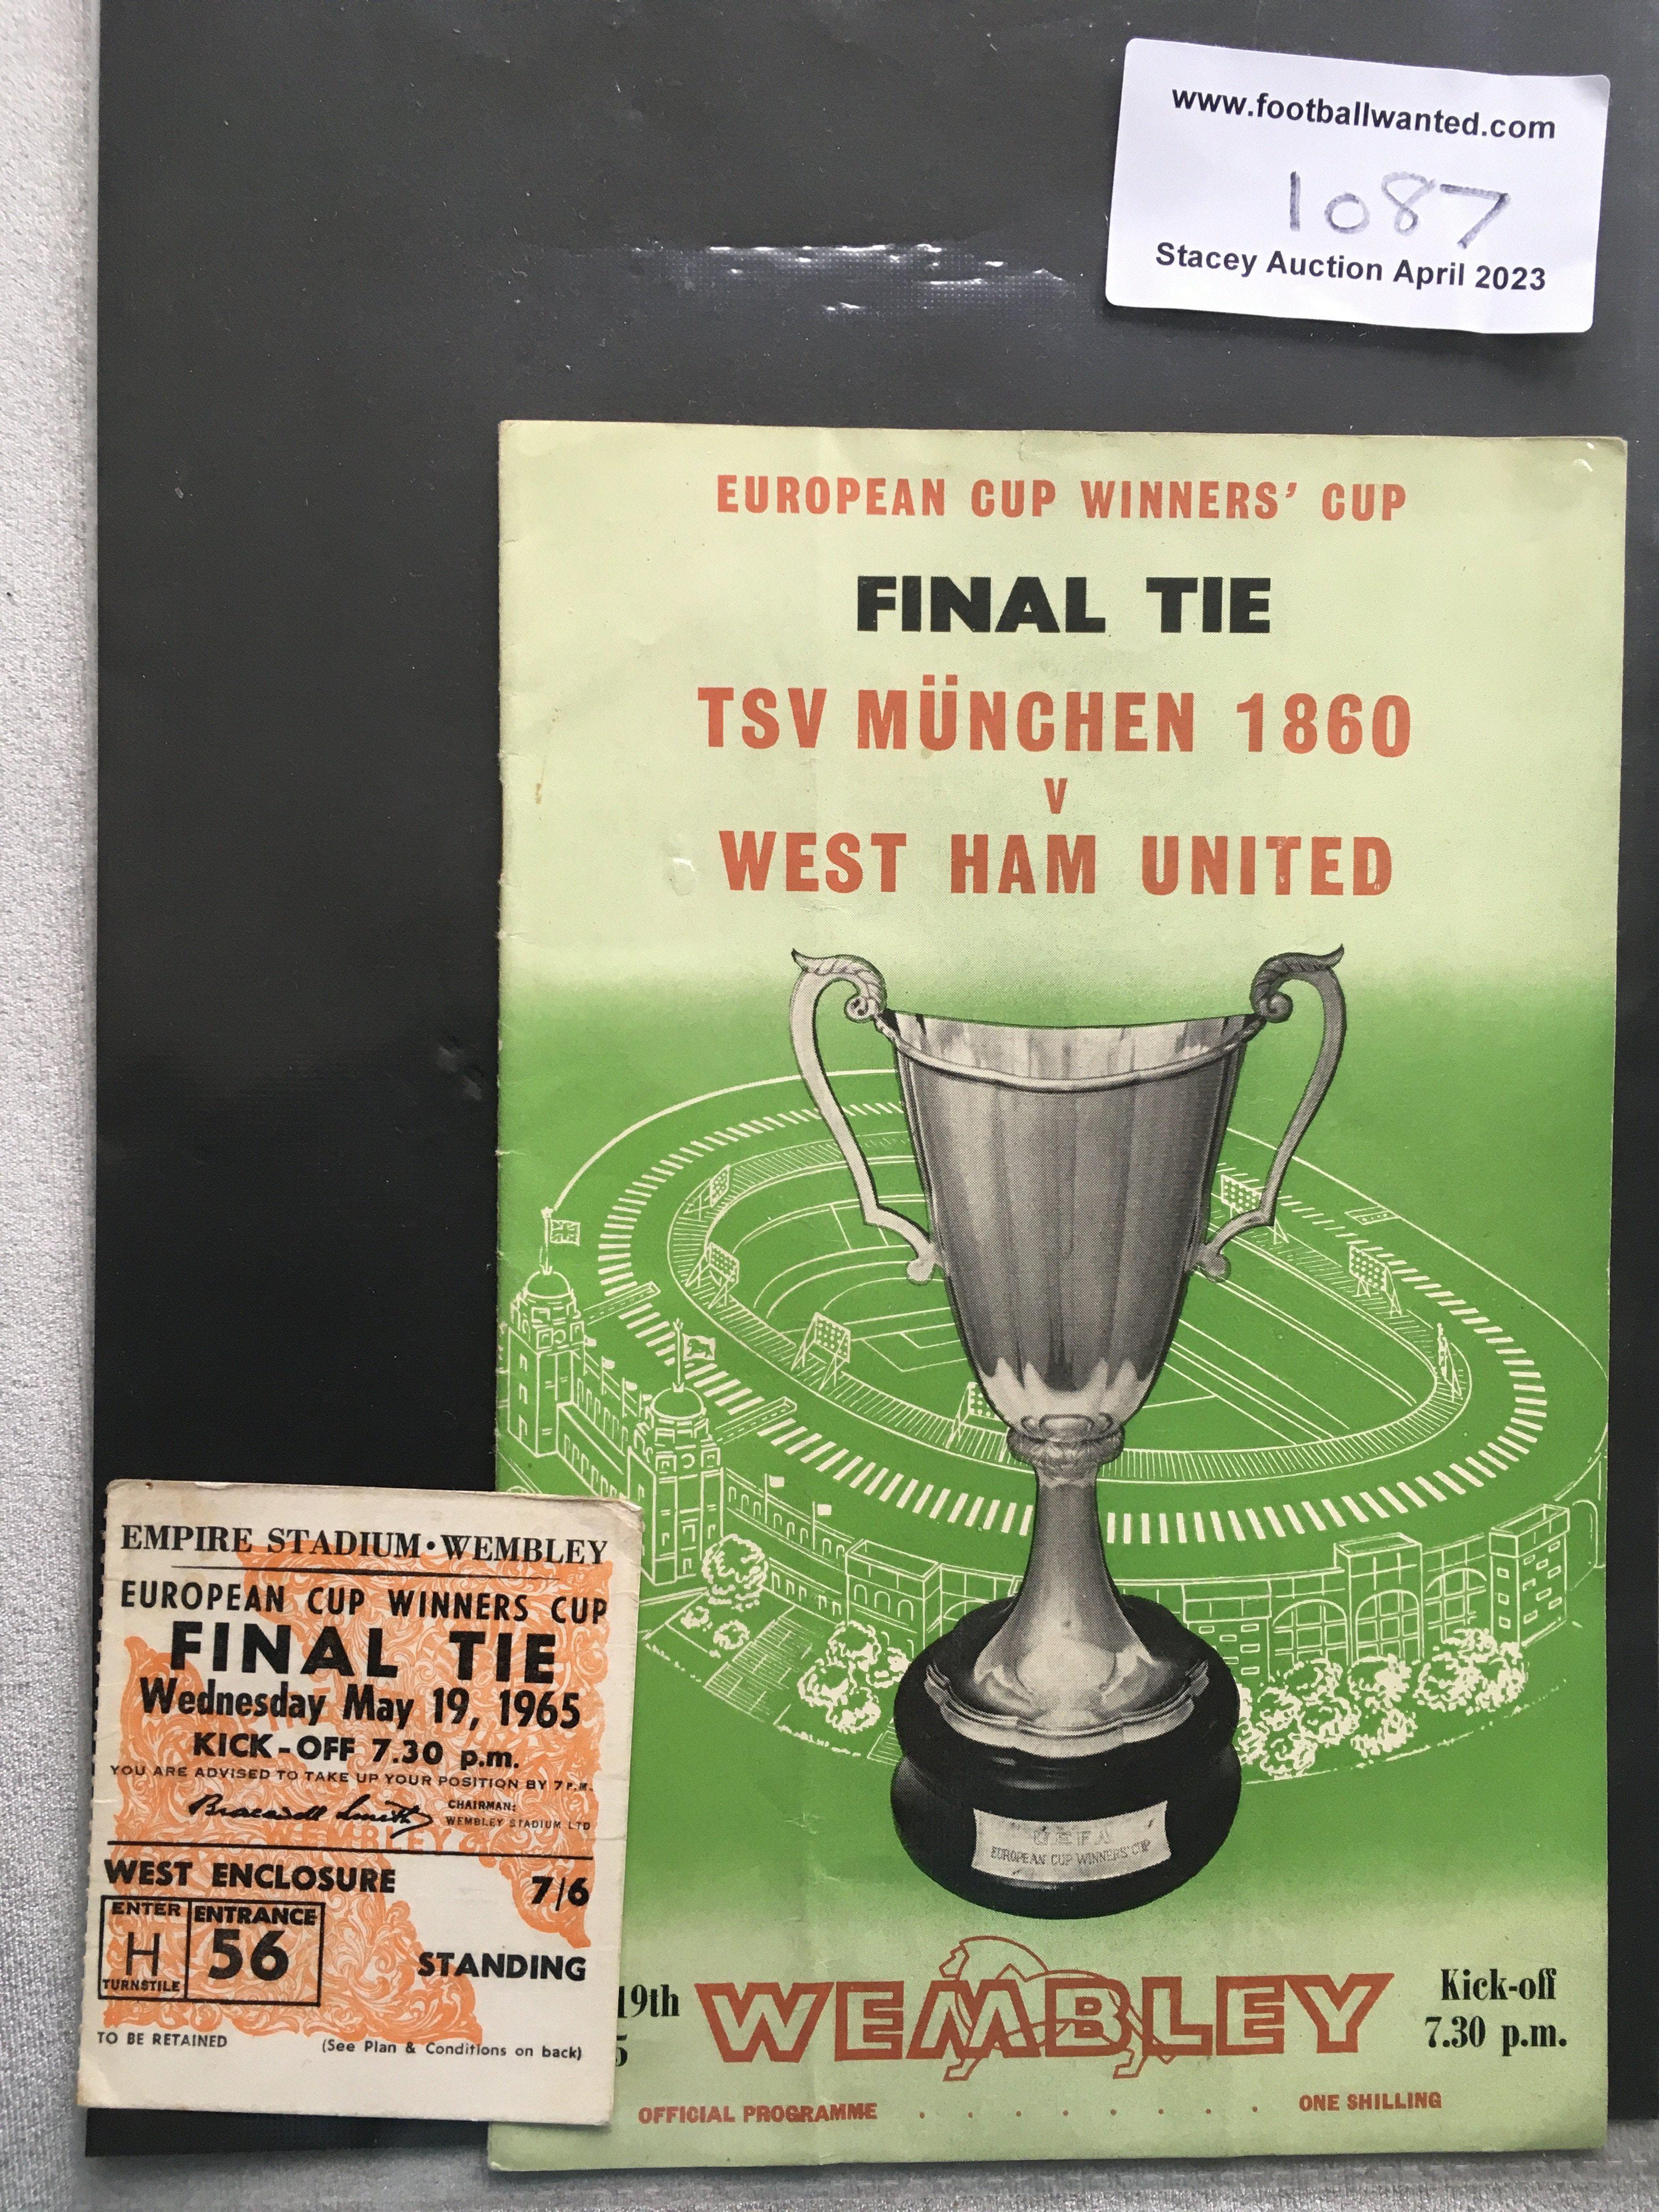 www.footballwanted.com
1087
Stacey Auction April 2023
EUROPEAN CUP WINNERS' CUP
FINAL TIE
TSV MÜNCHEN 1860
V
WEST HAM UNITED
UEFA
EUROPEAN CUP WINNERS' CUP
19th
5
WEMBLEY
Kick-off
7.30 p.m.
OFFICIAL PROGRAMME . . . . . . . . ONE SHILLING
EMPIRE STADIUM • WEMBLEY
EUROPEAN CUP WINNERS CUP
FINAL TIE
Wednesday May 19, 1965
KICK-OFF 7.30 p.m.
YOU ARE ADVISED TO TAKE UP YOUR POSITION BY 7 P.M.
CHAIRMAN:
WEMBLEY STADIUM LTD
WEMBLEY
WEST ENCLOSURE 7/6
ENTER H TURNSTILE
ENTRANCE 56
STANDING
TO BE RETAINED (See Plan & Conditions on back)